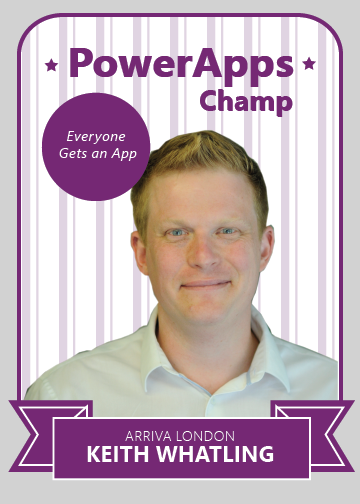 PowerApps
Champ
Everyone
Gets an App
ARRIVA LONDON
KEITH WHATLING